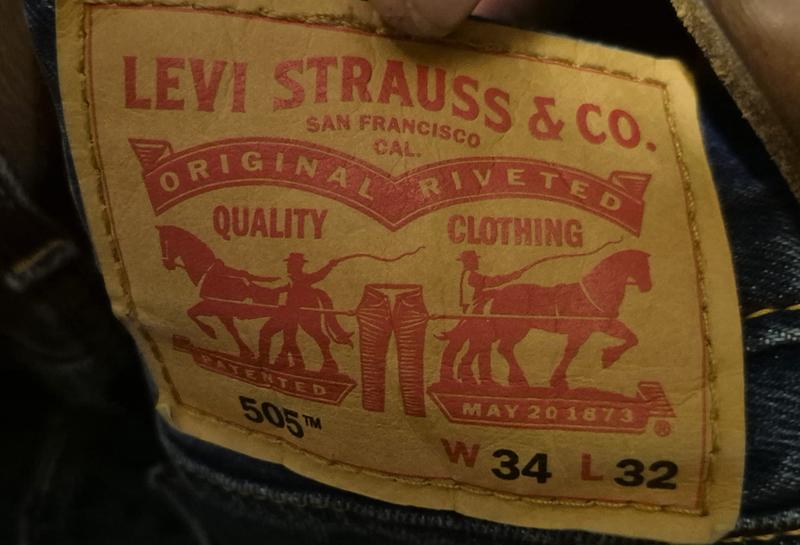 LEVI STRAUSS & CO.
SAN FRANCISCO
CAL.
ORIGINAL RIVETED
QUALITY CLOTHING
PATENTED MAY 20 1873
®
505™
W 34 L 32